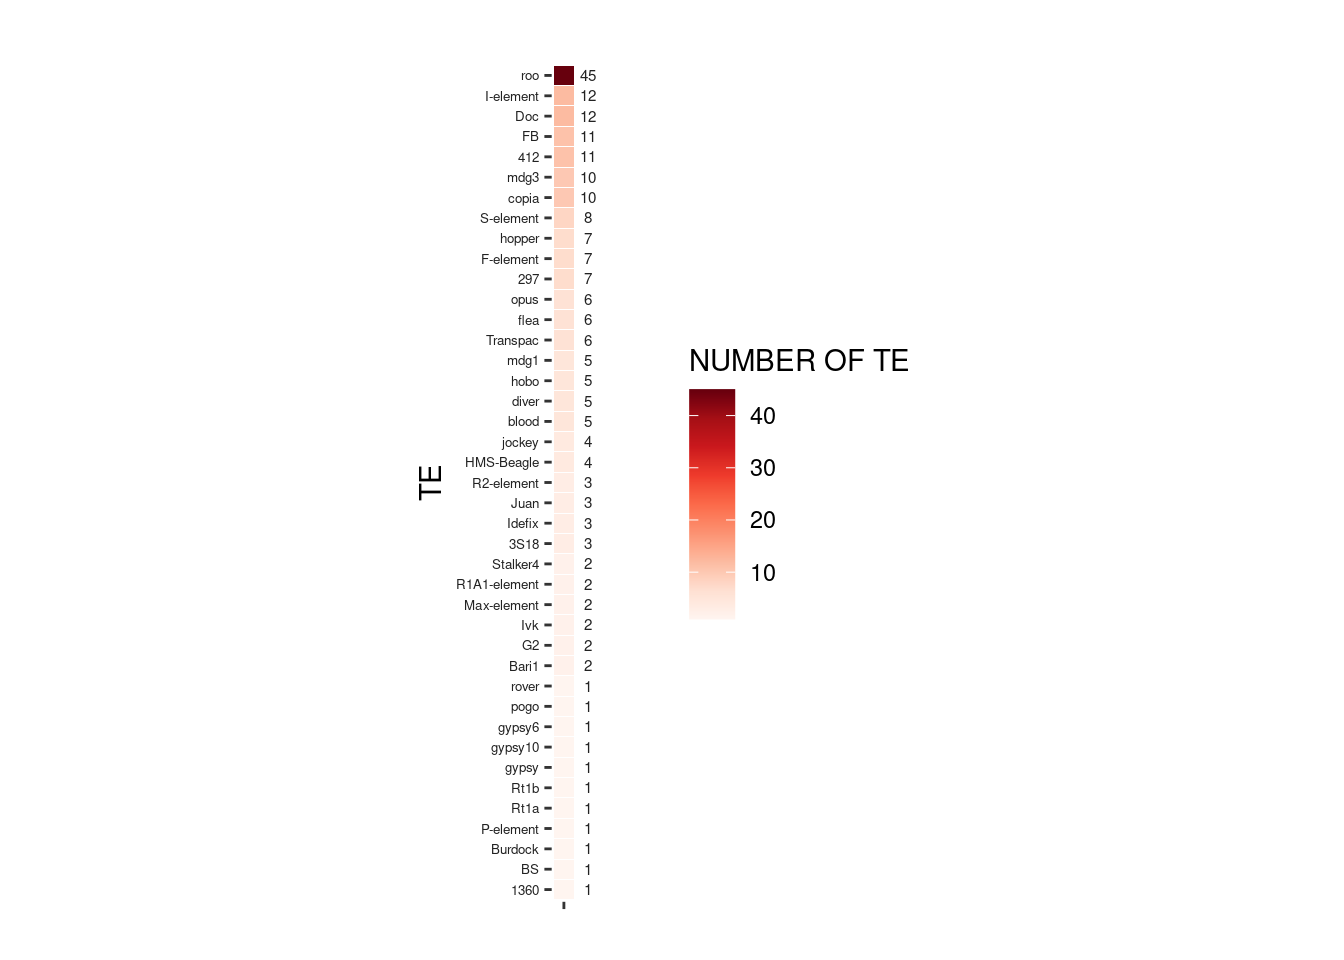 roo 45
I-element 12
Doc 12
FB 11
412 11
mdg3 10
copia 10
S-element 8
hopper 7
F-element 7
297 7
opus 6
flea 6
Transpac 6
mdg1 5
hobo 5
diver 5
blood 5
jockey 4
HMS-Beagle 4
R2-element 3
Juan 3
Idefix 3
3S18 3
Stalker4 2
R1A1-element 2
Max-element 2
Ivk 2
G2 2
Bari1 2
rover 1
pogo 1
gypsy6 1
gypsy10 1
gypsy 1
Rt1b 1
Rt1a 1
P-element 1
Burdock 1
BS 1
1360 1
TE
NUMBER OF TE
40
30
20
10